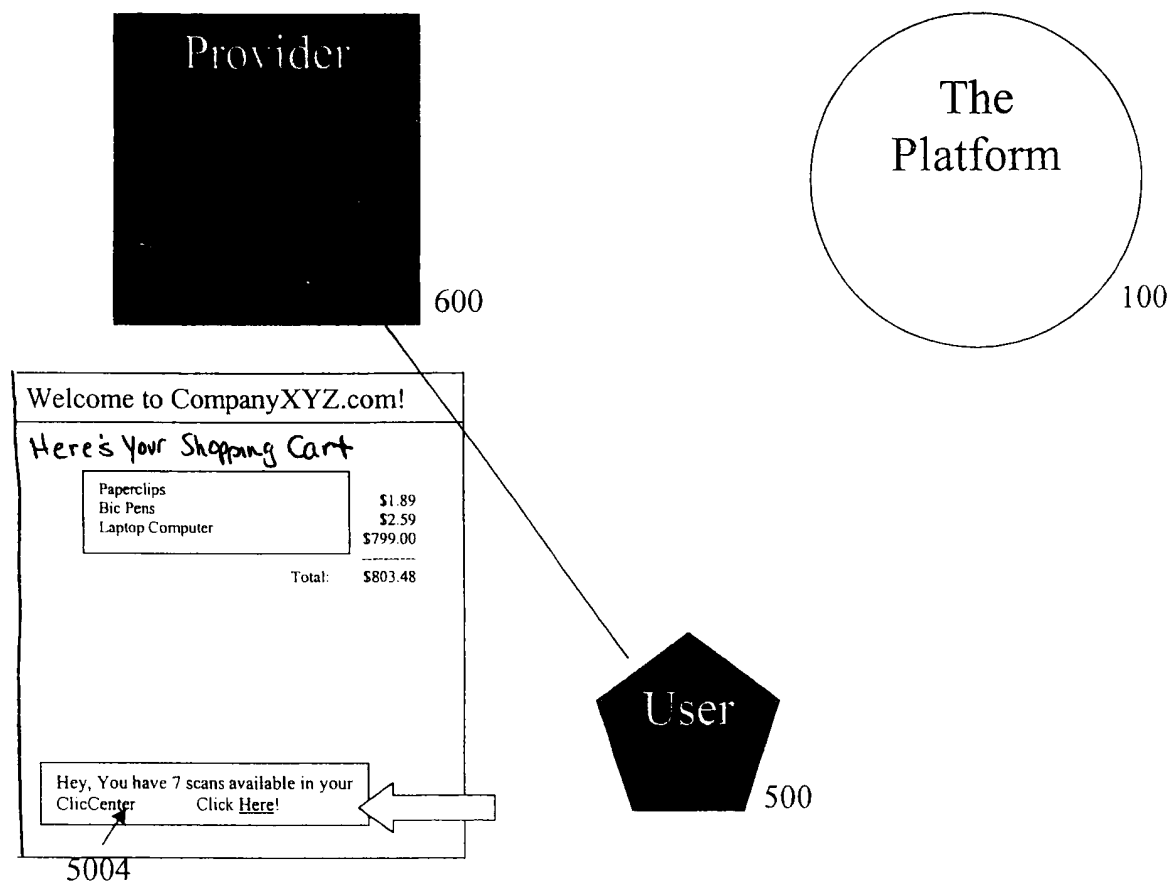 Provider
The
Platform
600
100
Welcome to CompanyXYZ.com!
Here's Your Shopping Cart
Paperclips
Bic Pens $1.89
Laptop Computer $2.59
$799.00
Total: $803.48
User
500
Hey, You have 7 scans available in your
ClicCenter Click Here!
5004